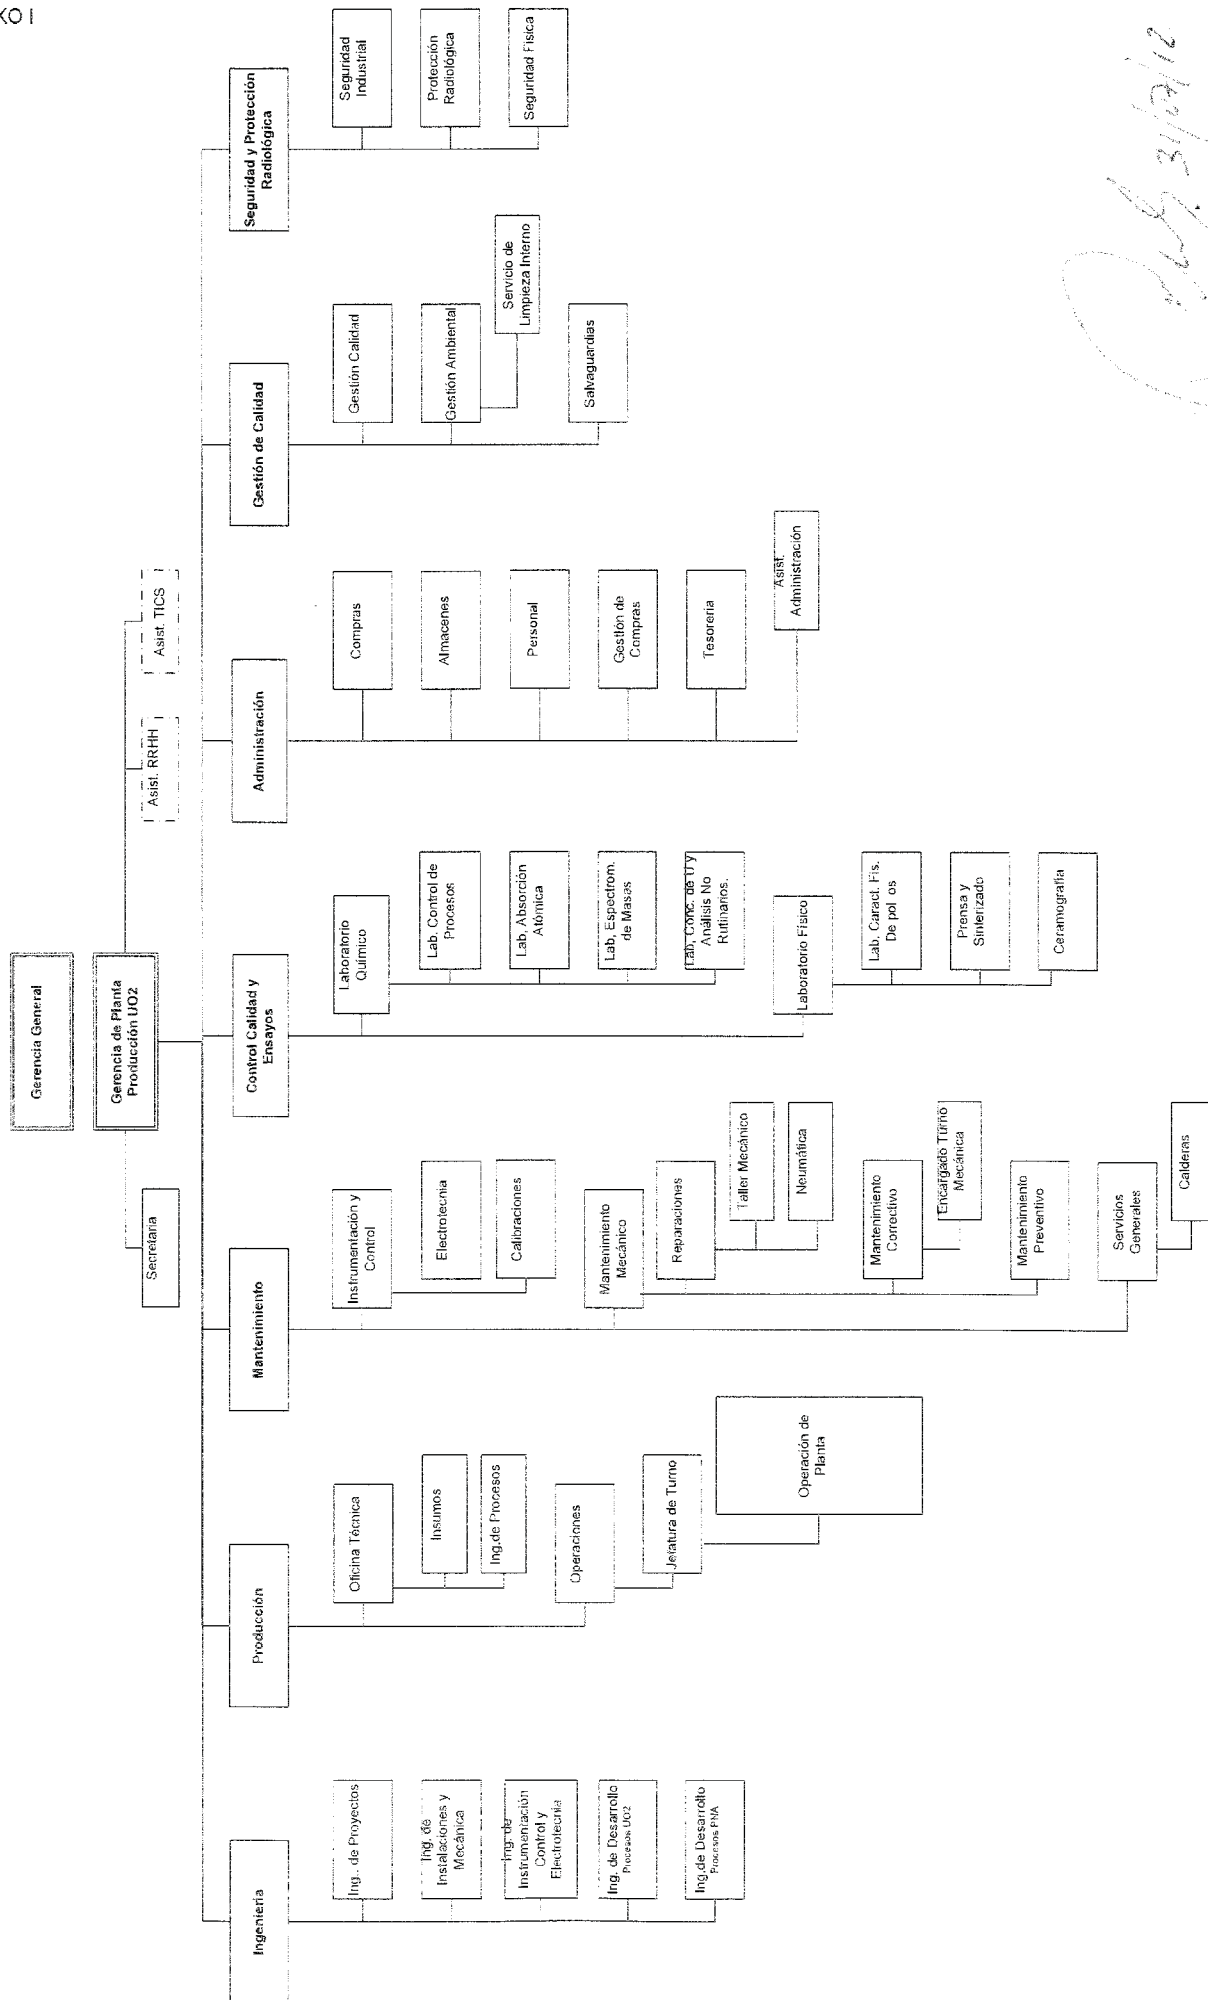 Gerencia General
Gerencia de Planta
Producción UO2
Secretaria
Asist. RRHH
Asist. TICS
Ingeniería
Ing.. de Proyectos
Ing. de
Instalaciones y
Mecánica
Ing. de
Instrumentación
Control y
Electrotecnia
Ing. de Desarrollo
Procesos UO2
Ing.de Desarrollo
Procesos PNA
Producción
Oficina Técnica
Insumos
Ing.de Procesos
Operaciones
Jefatura de Turno
Operación de
Planta
Mantenimiento
Instrumentación y
Control
Electrotecnia
Calibraciones
Mantenimiento
Mecánico
Reparaciones
Taller Mecánico
Neumática
Mantenimiento
Correctivo
Encargado Turno
Mecánica
Mantenimiento
Preventivo
Servicios
Generales
Calderas
Control Calidad y
Ensayos
Laboratorio
Químico
Lab. Control de
Procesos
Lab, Absorción
Atómica
Lab, Espectrom.
de Masas
Lab, Conc. de U y
Análisis No
Rutinarios.
Laboratorio Físico
Lab. Caract. Fis.
De pol os
Prensa y
Sinterizado
Ceramografía
Administración
Compras
Almacenes
Personal
Gestión de
Compras
Tesorería
Asist.
Administración
Gestión de Calidad
Gestión Calidad
Gestión Ambiental
Servicio de
Limpieza Interno
Salvaguardias
Seguridad y Protección
Radiológica
Seguridad
Industrial
Protección
Radiológica
Seguridad Física